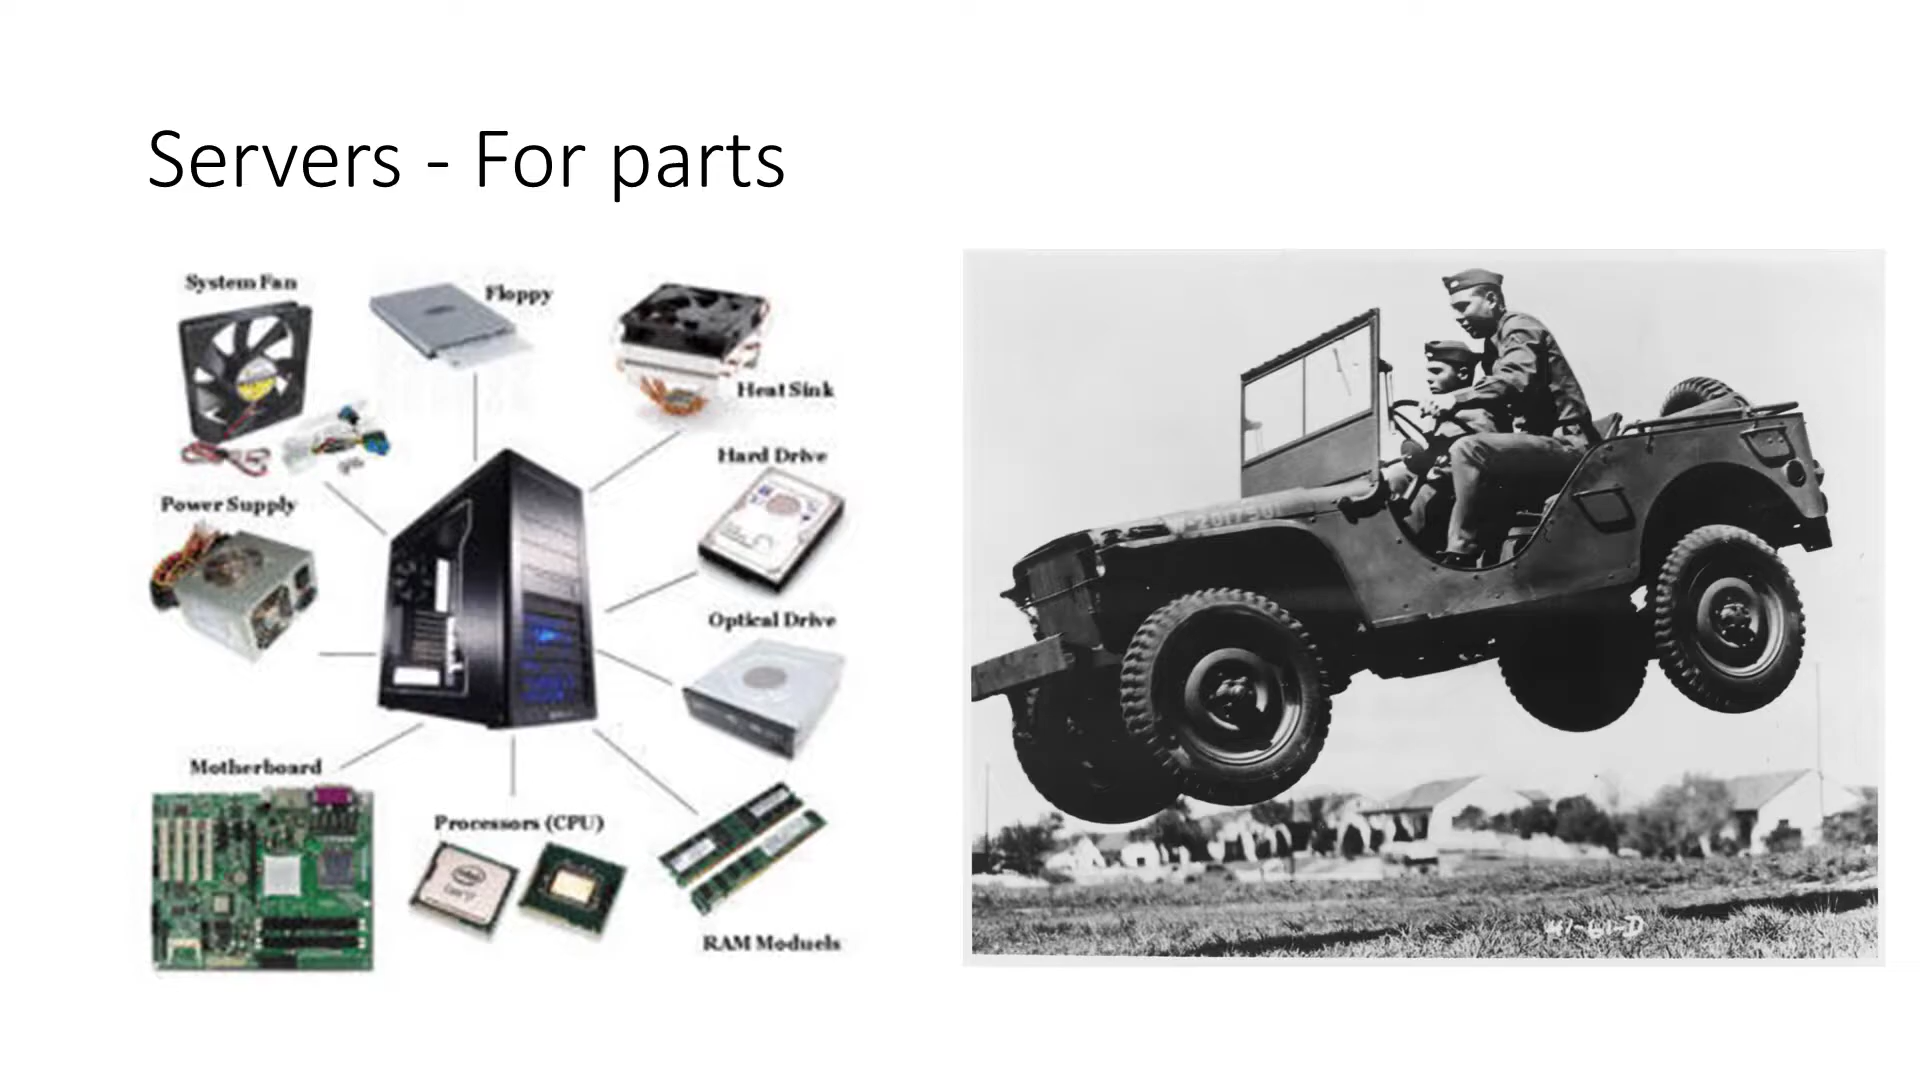 Servers - For parts
System Fan
Floppy
Heat Sink
Hard Drive
Power Supply
Optical Drive
Motherboard
Processors (CPU)
RAM Moduels